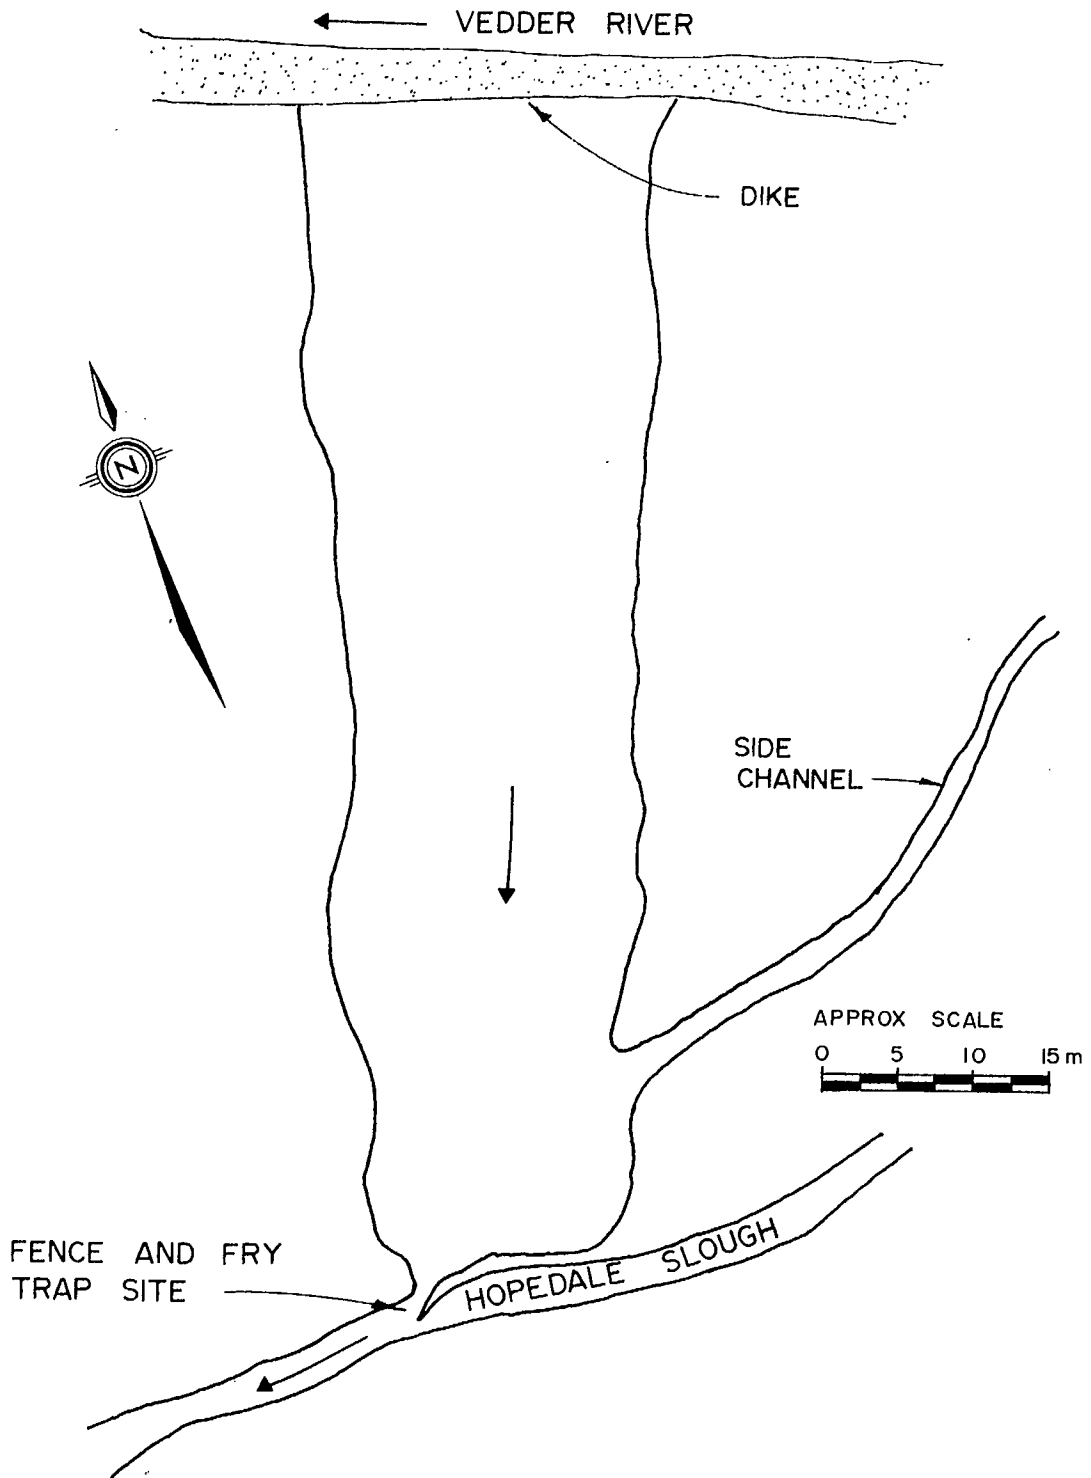 VEDDER RIVER
DIKE
N
SIDE
CHANNEL
APPROX SCALE
0 5 10 15 m
FENCE AND FRY
TRAP SITE
HOPEDALE SLOUGH